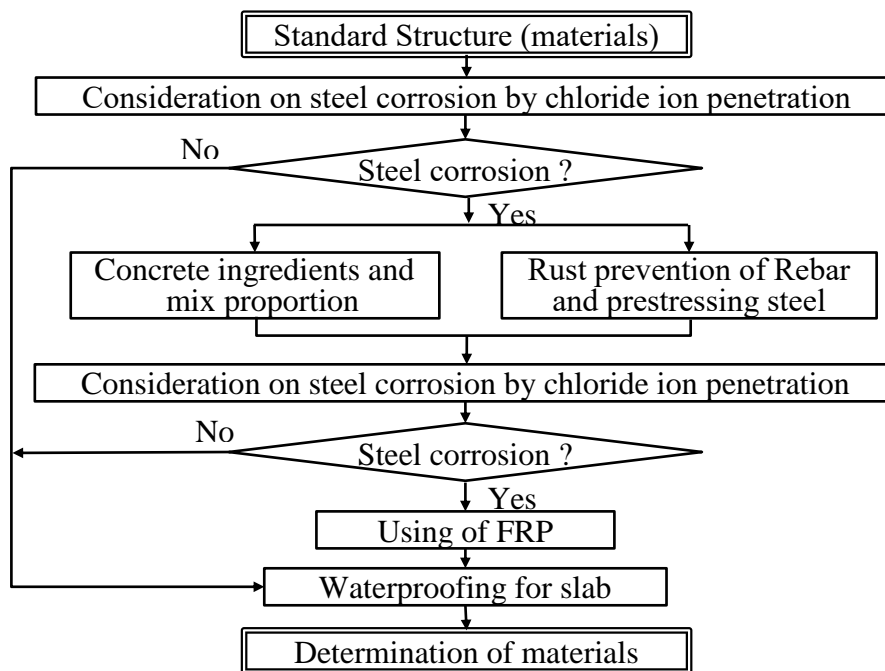 Standard Structure (materials)
Consideration on steel corrosion by chloride ion penetration
No
Steel corrosion ?
Yes
Concrete ingredients and
mix proportion
Rust prevention of Rebar
and prestressing steel
Consideration on steel corrosion by chloride ion penetration
No
Steel corrosion ?
Yes
Using of FRP
Waterproofing for slab
Determination of materials